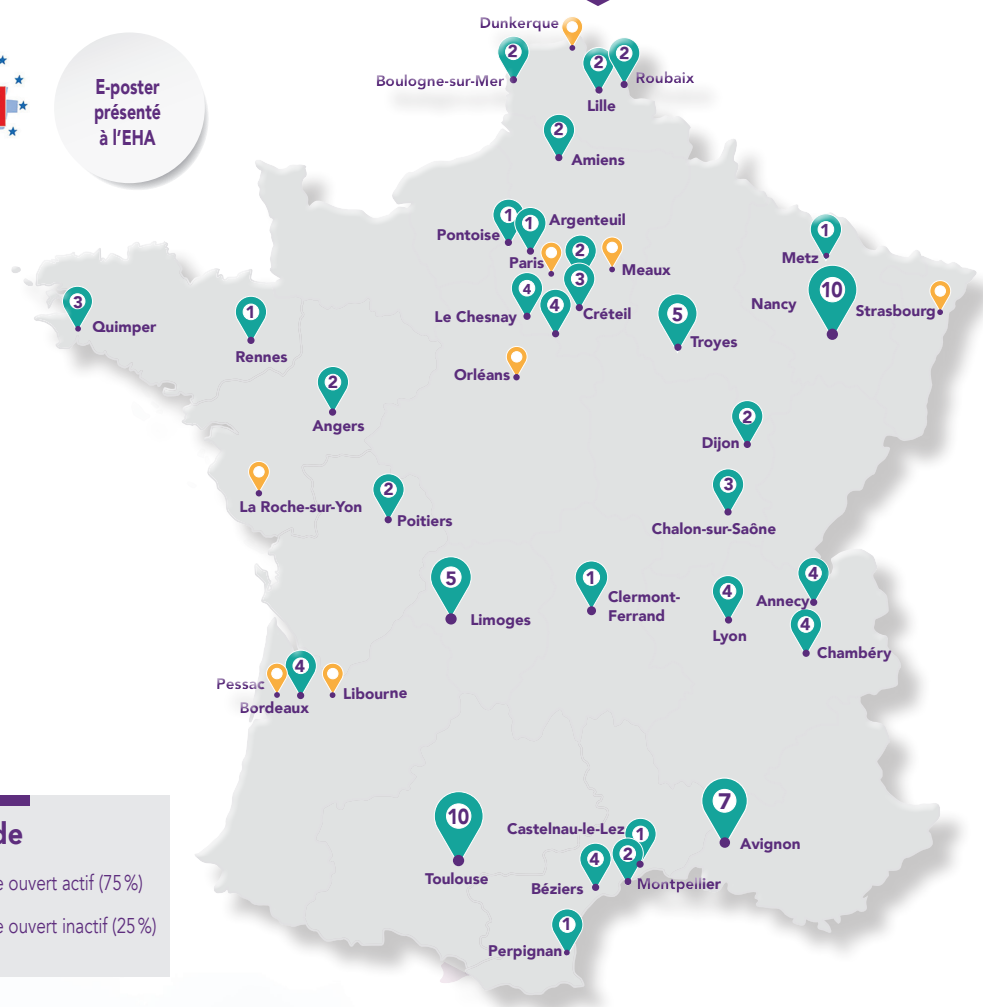 Dunkerque
2
2
2
Boulogne-sur-Mer
Roubaix
Lille
E-poster
présenté
à l'EHA
2
Amiens
1
1
Argenteuil
Pontoise
2
Paris
Meaux
1
Metz
3
4
4
Le Chesnay
Créteil
10
Nancy
Strasbourg
3
Quimper
1
Rennes
5
Troyes
Orléans
2
Angers
2
Dijon
La Roche-sur-Yon
2
Poitiers
3
Chalon-sur-Saône
5
Limoges
1
Clermont-
Ferrand
4
Lyon
4
Annecy
4
Chambéry
Pessac
4
Bordeaux
Libourne
10
Toulouse
7
Avignon
Castelnau-le-Lez
1
4
2
Béziers
Montpellier
1
Perpignan
ouvert actif (75 %)
ouvert inactif (25 %)